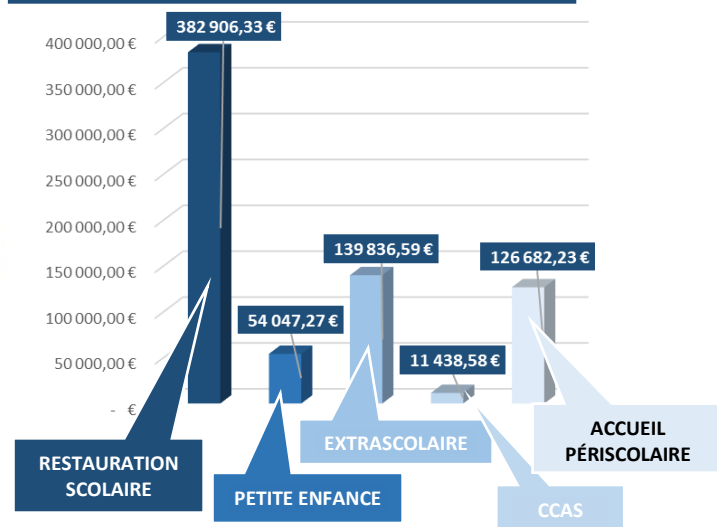 382 906,33 €
400 000,00 €
350 000,00 €
300 000,00 €
250 000,00 €
200 000,00 €
150 000,00 €
100 000,00 €
50 000,00 €
- €
139 836,59 €
126 682,23 €
54 047,27 €
11 438,58 €
RESTAURATION
SCOLAIRE
PETITE ENFANCE
EXTRASCOLAIRE
CCAS
ACCUEIL
PÉRISCOLAIRE